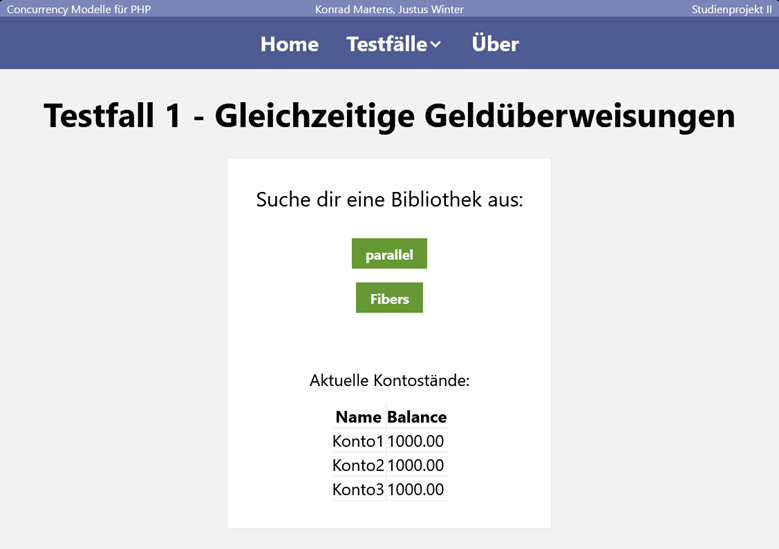 Concurrency Modelle für PHP Konrad Martens, Justus Winter Studienprojekt II
Home Testfälle Über
Testfall 1 - Gleichzeitige Geldüberweisungen
Suche dir eine Bibliothek aus:
parallel
Fibers
Aktuelle Kontostände:
Name Balance
Konto1 1000.00
Konto2 1000.00
Konto3 1000.00